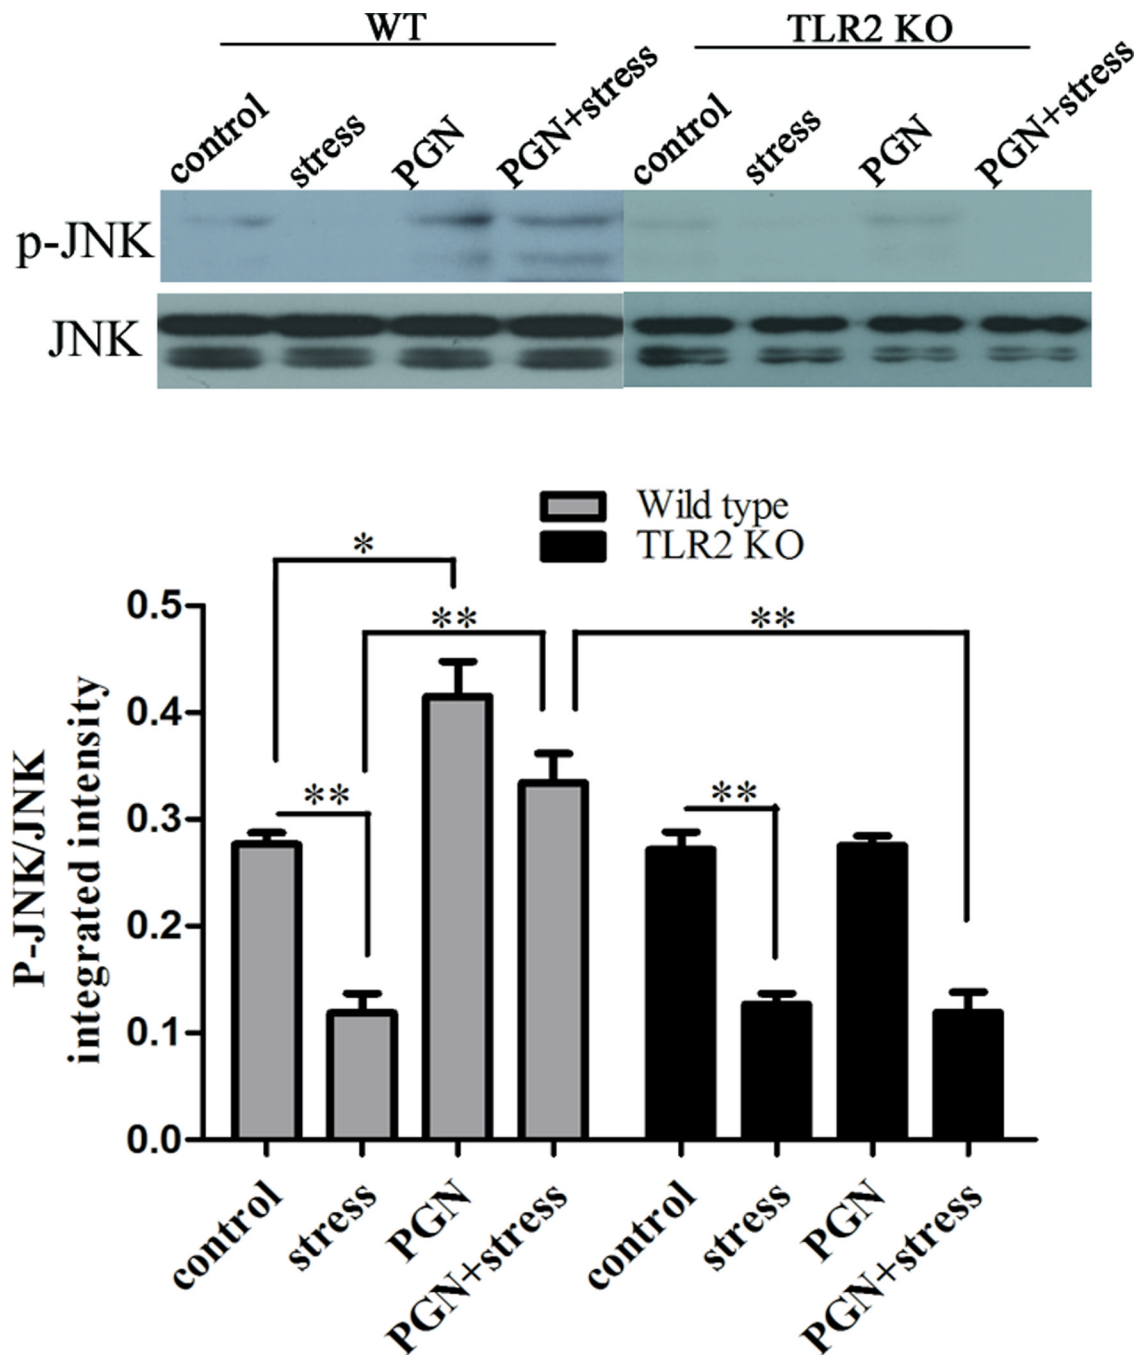 WT
TLR2 KO
control
stress
PGN
PGN+stress
control
stress
PGN
PGN+stress
p-JNK
JNK
Wild type
TLR2 KO
*
**
**
**
**
0.5
0.4
0.3
0.2
0.1
0.0
P-JNK/JNK
integrated intensity
control
stress
PGN
PGN+stress
control
stress
PGN
PGN+stress